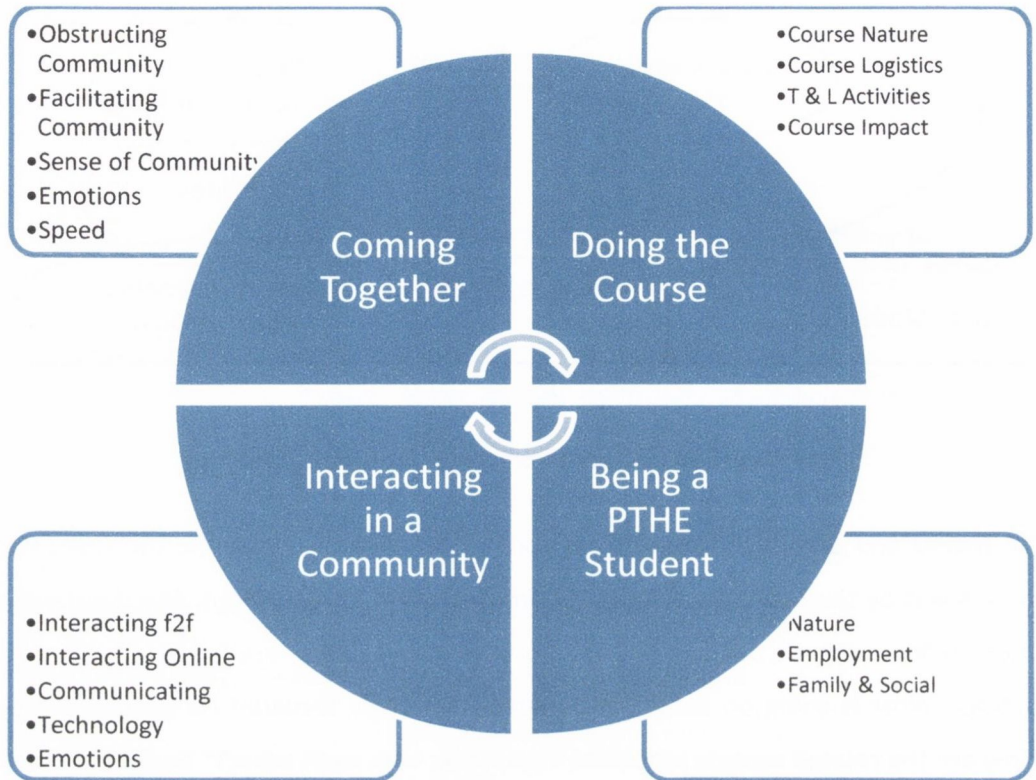 •Obstructing
Community
•Facilitating
Community
•Sense of Community
•Emotions
•Speed
•Course Nature
•Course Logistics
•T & L Activities
•Course Impact
Coming
Together
Doing the
Course
Interacting
in a
Community
Being a
PTHE
Student
•Interacting f2f
•Interacting Online
•Communicating
•Technology
•Emotions
Nature
•Employment
•Family & Social